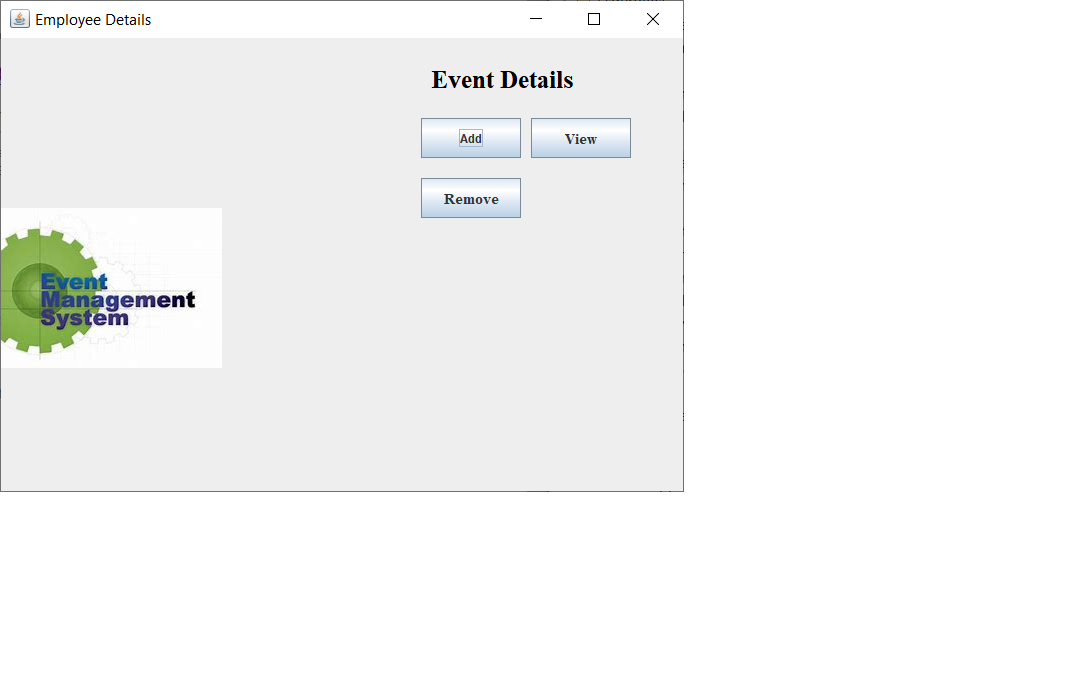 Employee Details
Event Details
Add View
Remove
Event
Management
System